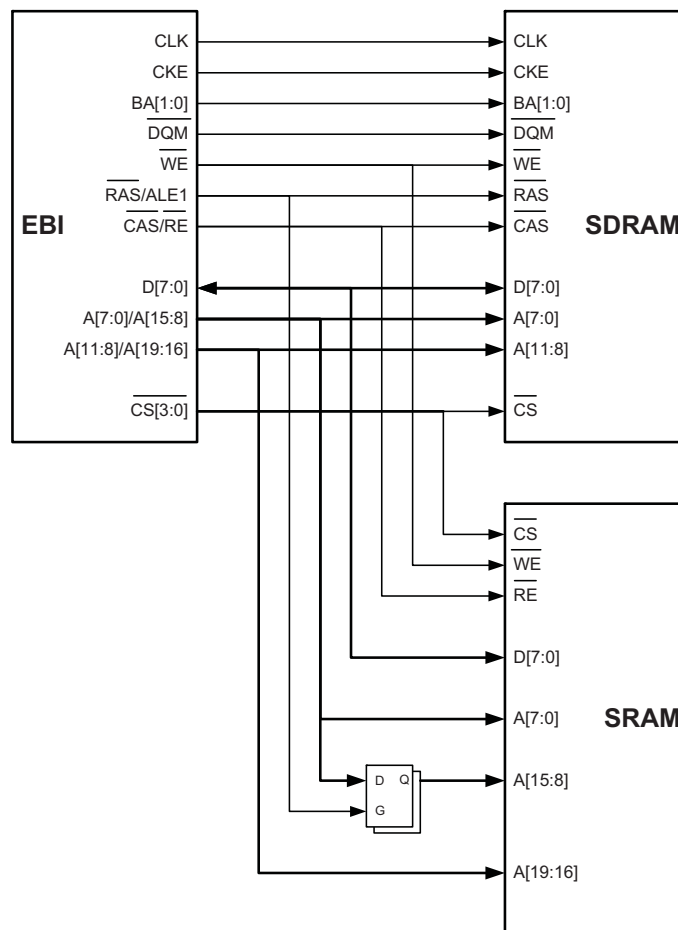 CLK
CKE
BA[1:0]
DQM
WE
RAS/ALE1
CAS/RE
EBI
D[7:0]
A[7:0]/A[15:8]
A[11:8]/A[19:16]
CS[3:0]
CLK
CKE
BA[1:0]
DQM
WE
RAS
CAS
SDRAM
D[7:0]
A[7:0]
A[11:8]
CS
CS
WE
RE
D[7:0]
A[7:0]
SRAM
D Q
G
A[15:8]
A[19:16]